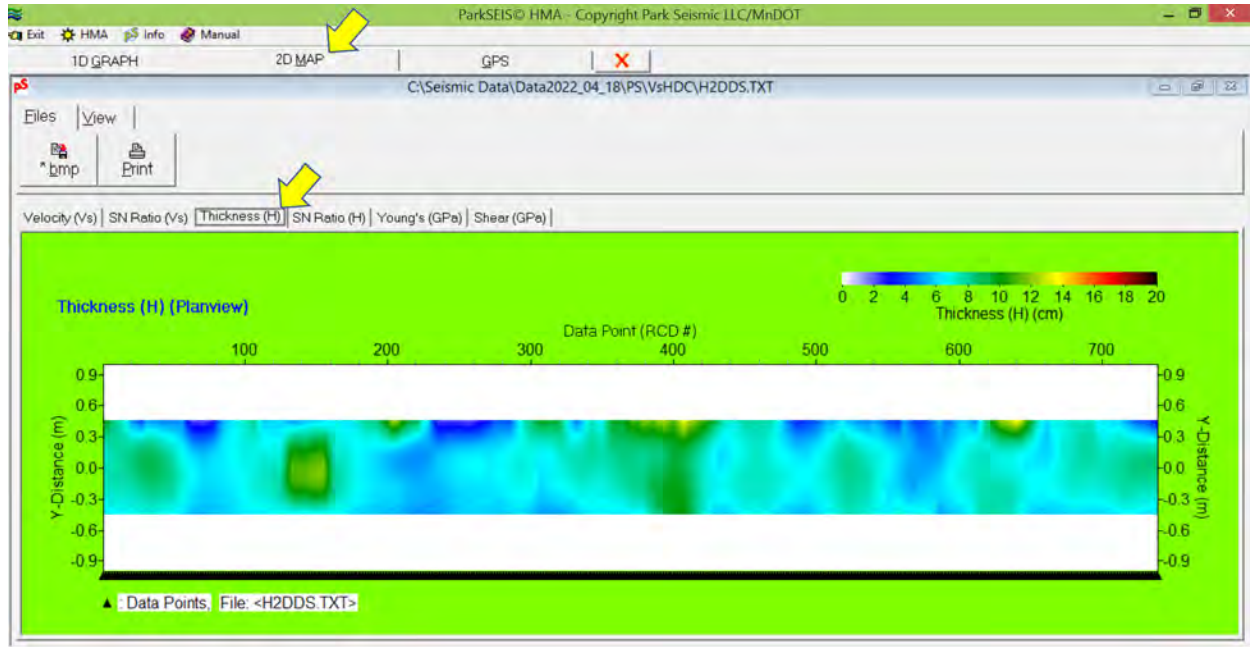 ParkSEIS© HMA - Copyright Park Seismic LLC/MnDOT
Exit HMA pS Info Manual
1D GRAPH 2D MAP GPS X
pS C:\Seismic Data\Data2022_04_18\PS\VsHDC\H2DDS.TXT
Files View
*bmp Print
Velocity (Vs) SN Ratio (Vs) Thickness (H) SN Ratio (H) Young's (GPa) Shear (GPa)
Thickness (H) (Planview)
0 2 4 6 8 10 12 14 16 18 20
Thickness (H) (cm)
Data Point (RCD #)
100 200 300 400 500 600 700
0.9 0.9
0.6 0.6
0.3 0.3
0.0 0.0
-0.3 -0.3
-0.6 -0.6
-0.9 -0.9
Y-Distance (m)
Y-Distance (m)
▲ : Data Points, File: <H2DDS.TXT>